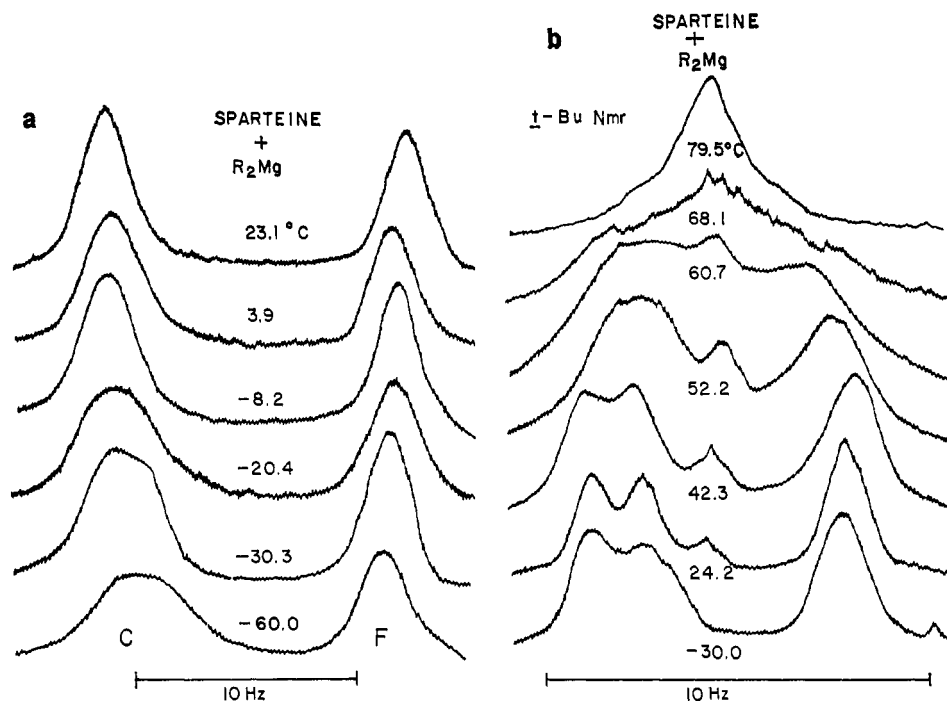 a
SPARTEINE
+
R₂Mg
23.1 °C
3.9
-8.2
-20.4
-30.3
-60.0
C
F
10 Hz
b
SPARTEINE
+
R₂Mg
t-Bu Nmr
79.5°C
68.1
60.7
52.2
42.3
24.2
-30.0
10 Hz